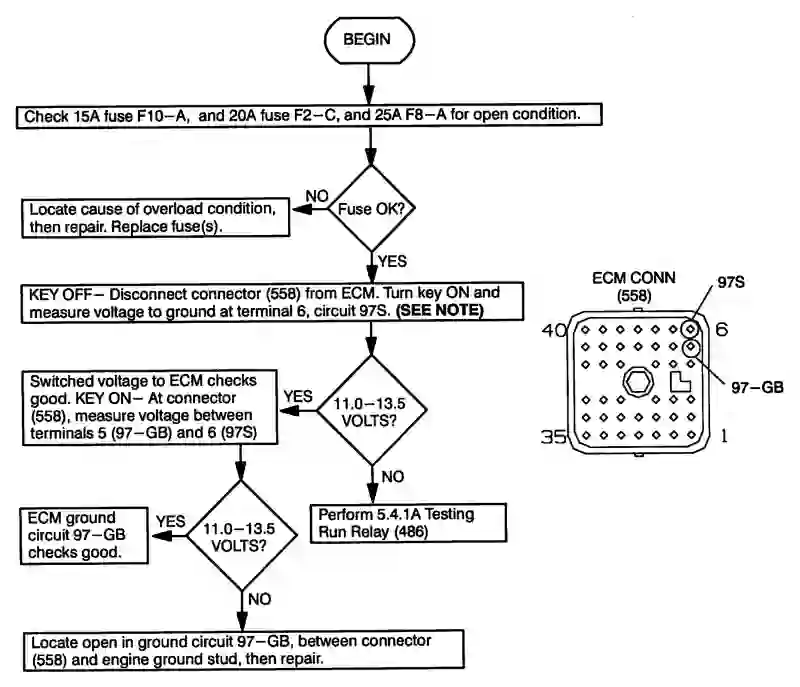 BEGIN
Check 15A fuse F10-A, and 20A fuse F2-C, and 25A F8-A for open condition.
Fuse OK?
NO
Locate cause of overload condition,
then repair. Replace fuse(s).
YES
KEY OFF- Disconnect connector (558) from ECM. Turn key ON and
measure voltage to ground at terminal 6, circuit 97S. (SEE NOTE)
11.0-13.5
VOLTS?
YES
Switched voltage to ECM checks
good. KEY ON- At connector
(558), measure voltage between
terminals 5 (97-GB) and 6 (97S)
NO
Perform 5.4.1A Testing
Run Relay (486)
11.0-13.5
VOLTS?
YES
ECM ground
circuit 97-GB
checks good.
NO
Locate open in ground circuit 97-GB, between connector
(558) and engine ground stud, then repair.
ECM CONN
(558)
97S
40
6
97-GB
35
1